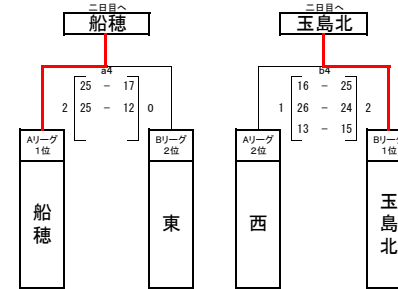 二日目へ
船穂
a4
25 − 17
2 25 − 12 0
Aリーグ
1位
船穂
Bリーグ
2位
東
二日目へ
玉島北
b4
16 − 25
1 26 − 24 2
13 − 15
Aリーグ
2位
西
Bリーグ
1位
玉島北